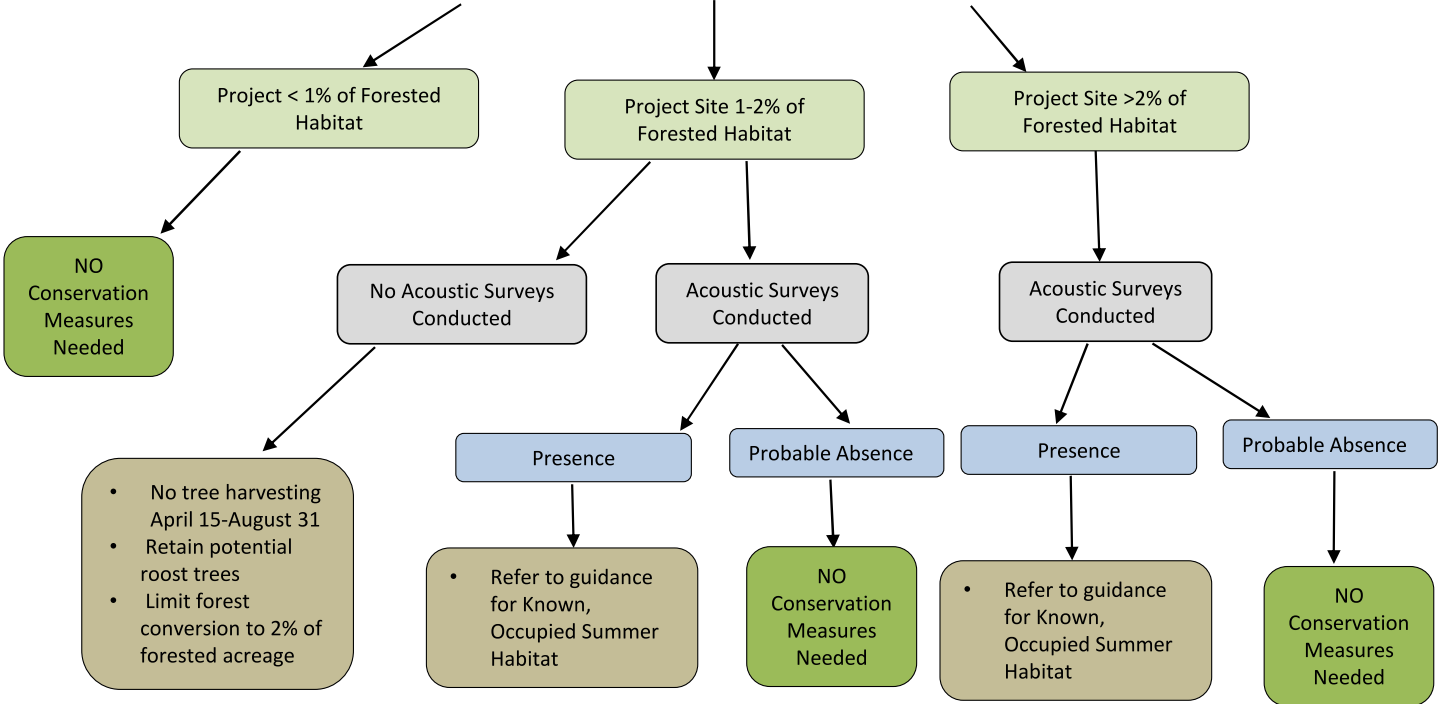 Project < 1% of Forested
Habitat
Project Site 1-2% of
Forested Habitat
Project Site >2% of
Forested Habitat
NO
Conservation
Measures
Needed
No Acoustic Surveys
Conducted
Acoustic Surveys
Conducted
Acoustic Surveys
Conducted
Presence
Probable Absence
Presence
Probable Absence
• No tree harvesting
April 15-August 31
• Retain potential
roost trees
• Limit forest
conversion to 2% of
forested acreage
• Refer to guidance
for Known,
Occupied Summer
Habitat
NO
Conservation
Measures
Needed
• Refer to guidance
for Known,
Occupied Summer
Habitat
NO
Conservation
Measures
Needed